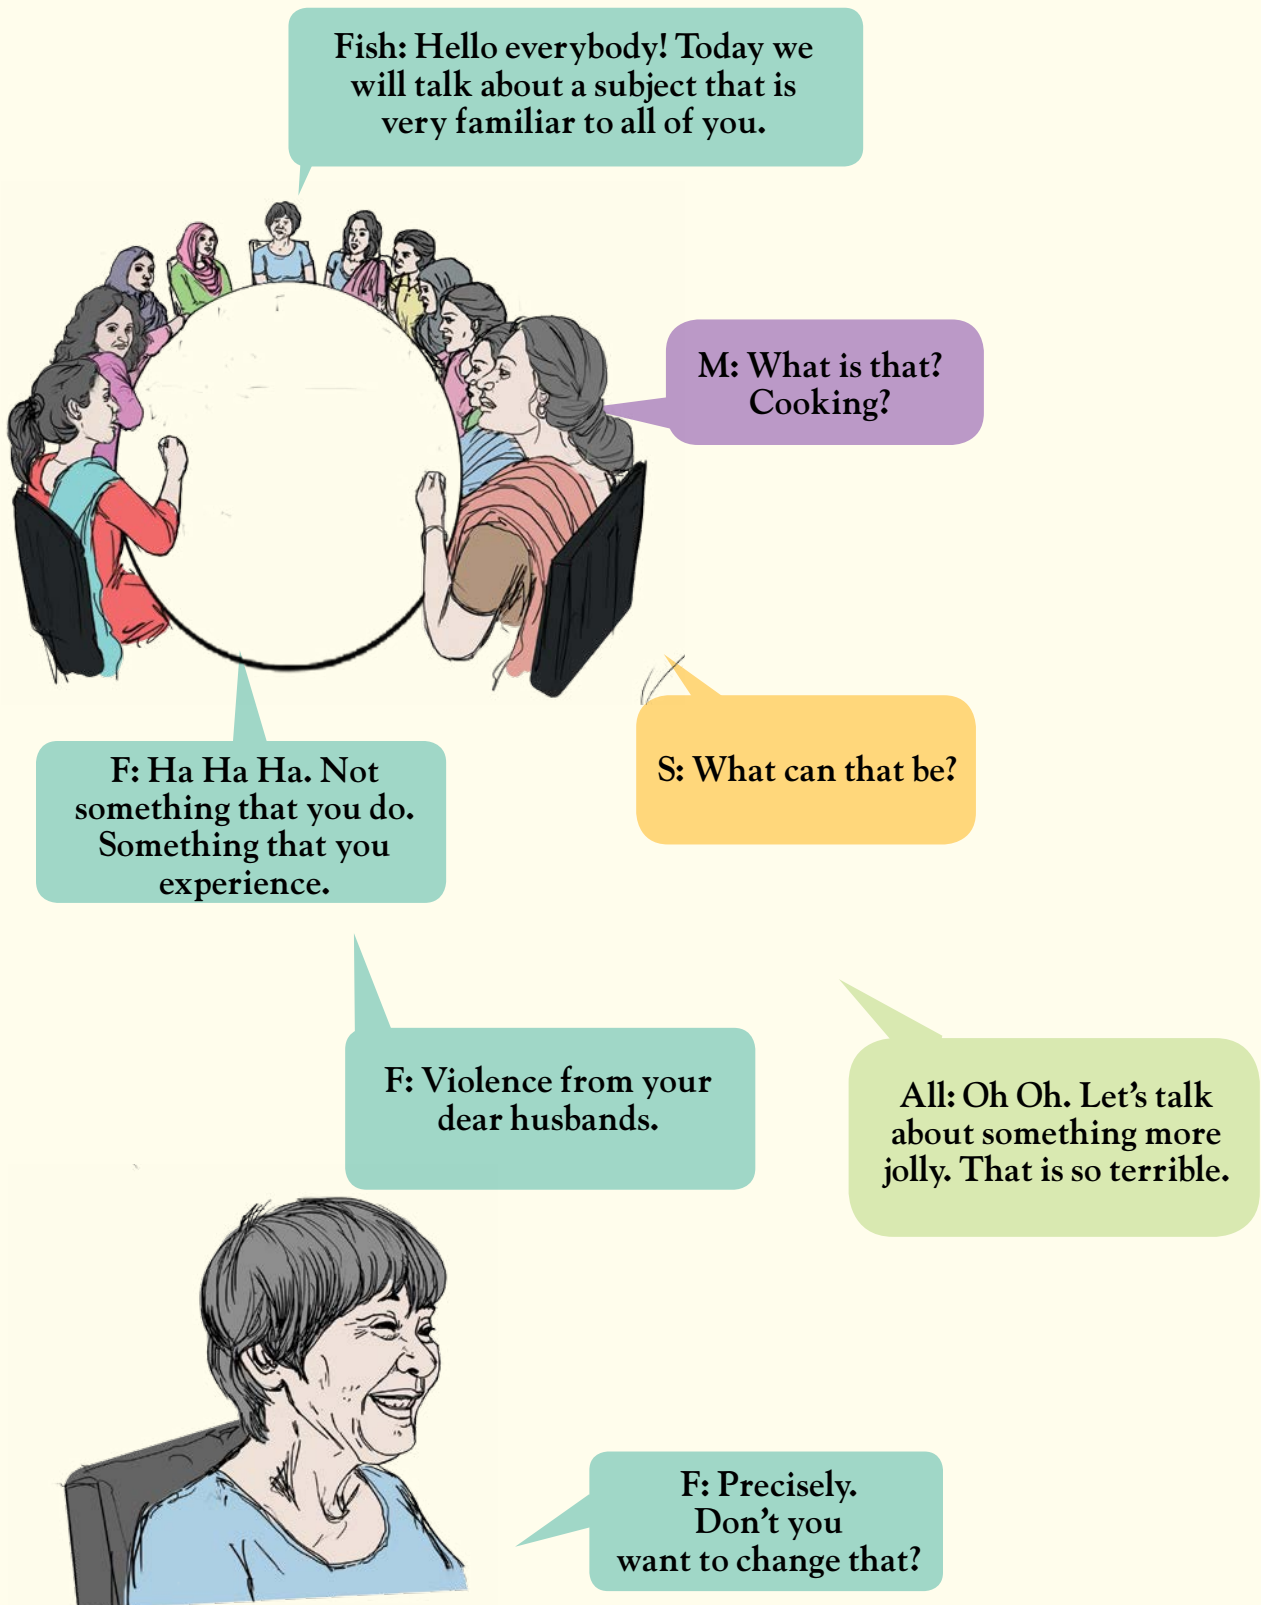 Fish: Hello everybody! Today we
will talk about a subject that is
very familiar to all of you.
M: What is that?
Cooking?
S: What can that be?
F: Ha Ha Ha. Not
something that you do.
Something that you
experience.
F: Violence from your
dear husbands.
All: Oh Oh. Let’s talk
about something more
jolly. That is so terrible.
F: Precisely.
Don’t you
want to change that?